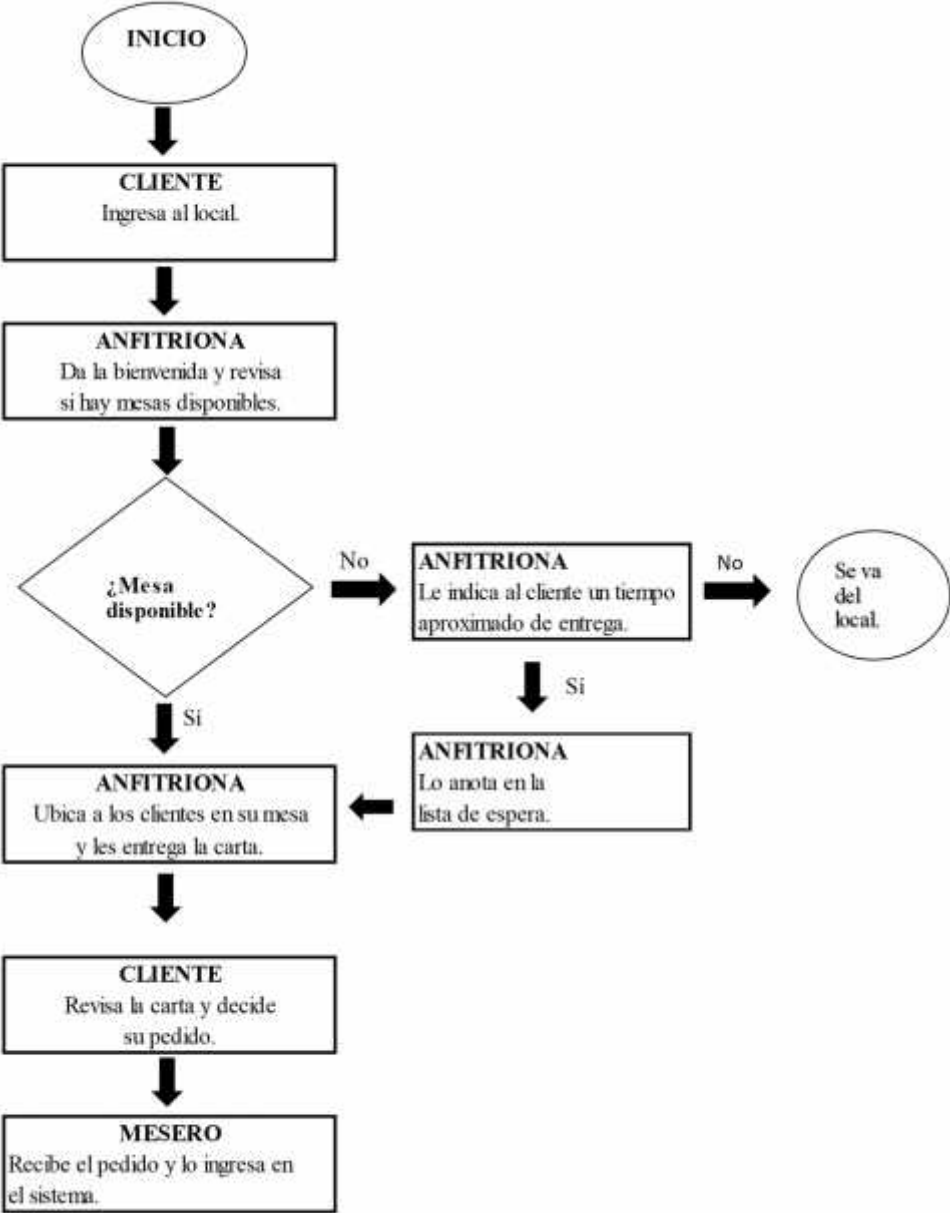 INICIO
CLIENTE
Ingresa al local.
ANFITRIONA
Da la bienvenida y revisa
si hay mesas disponibles.
¿Mesa
disponible?
No
ANFITRIONA
Le indica al cliente un tiempo
aproximado de entrega.
No
Se va
del
local.
Sí
ANFITRIONA
Lo anota en la
lista de espera.
Sí
ANFITRIONA
Ubica a los clientes en su mesa
y les entrega la carta.
CLIENTE
Revisa la carta y decide
su pedido.
MESERO
Recibe el pedido y lo ingresa en
el sistema.